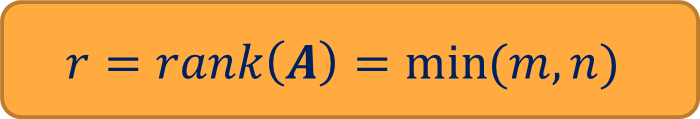 r = rank(A) = min(m, n)